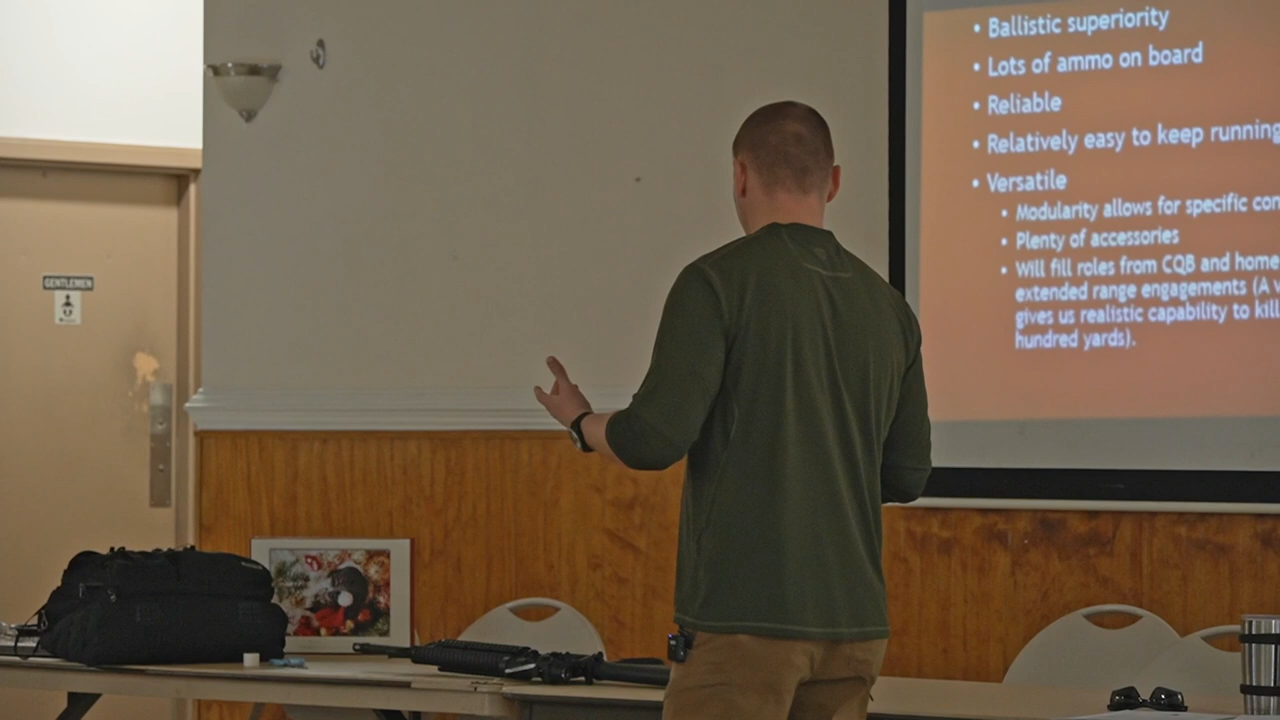 GENTLEMEN
• Ballistic superiority
• Lots of ammo on board
• Reliable
• Relatively easy to keep running
• Versatile
• Modularity allows for specific con
• Plenty of accessories
• Will fill roles from CQB and home
extended range engagements (A v
gives us realistic capability to kill
hundred yards).